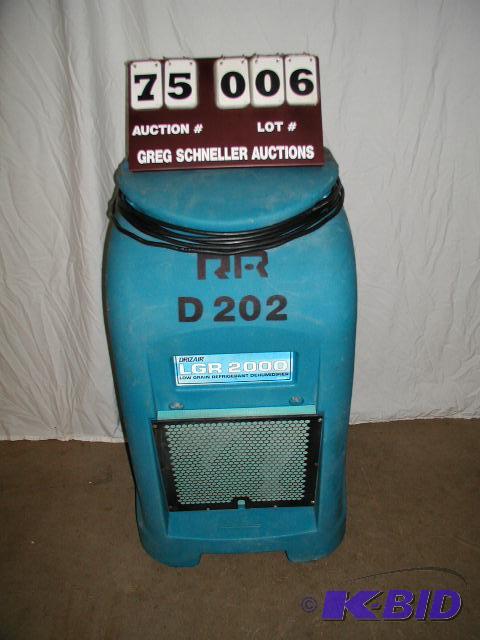 75 006
AUCTION # LOT #
GREG SCHNELLER AUCTIONS
RR
D 202
DRIZAIR
LGR 2000
LOW GRAIN REFRIGERANT DEHUMIDIFIER
© K-BID